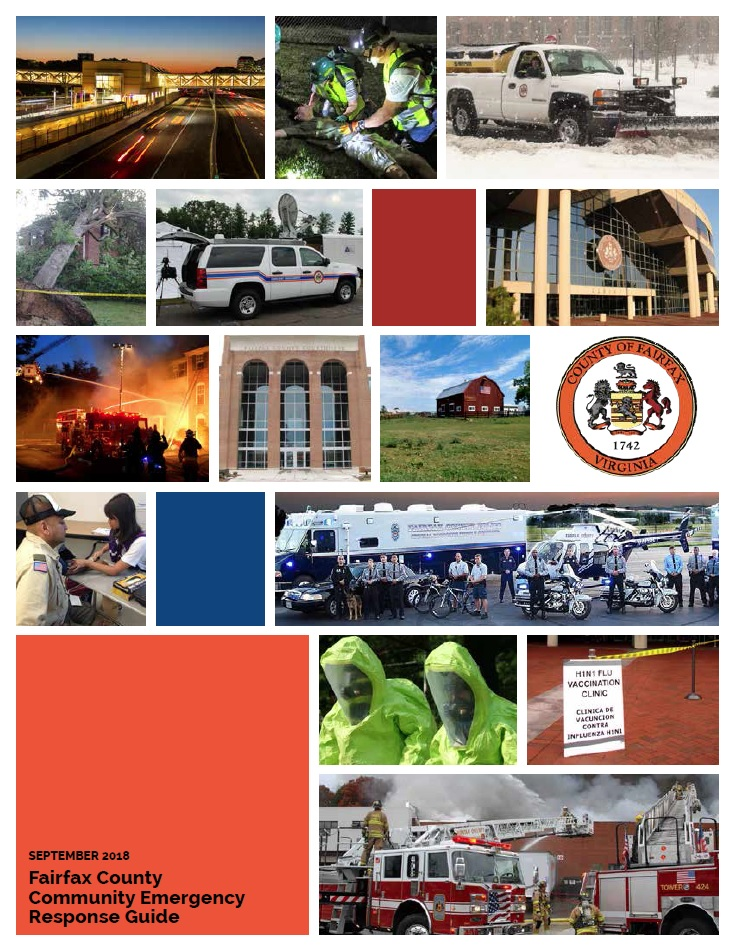 COUNTY OF FAIRFAX
1742
VIRGINIA
H1N1 FLU
VACCINATION
CLINIC
CLINICA DE
VACUNCION
CONTRA
INFLUENZA H1N1
TOWER 424
SEPTEMBER 2018
Fairfax County
Community Emergency
Response Guide